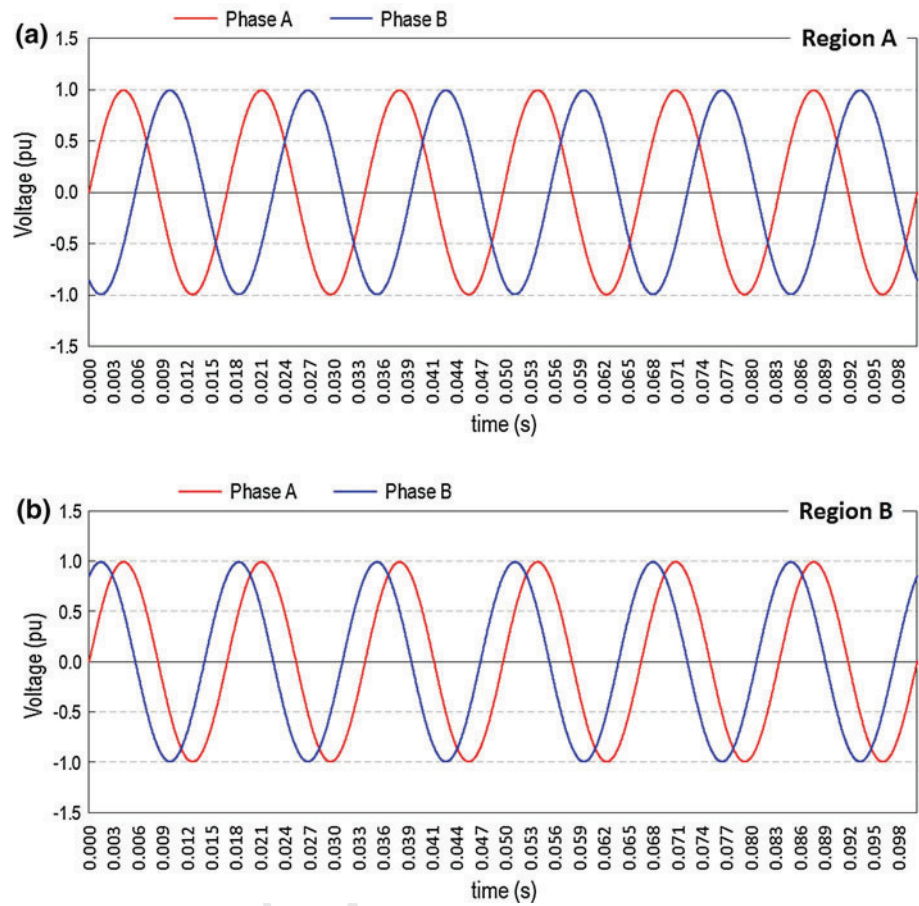 Phase A Phase B
(a)
Region A
1.5
1.0
0.5
0.0
-0.5
-1.0
-1.5
Voltage (pu)
0.000 0.003 0.006 0.009 0.012 0.015 0.018 0.021 0.024 0.027 0.030 0.033 0.036 0.039 0.041 0.044 0.047 0.050 0.053 0.056 0.059 0.062 0.065 0.068 0.071 0.074 0.077 0.080 0.083 0.086 0.089 0.092 0.095 0.098
time (s)
Phase A Phase B
(b)
Region B
1.5
1.0
0.5
0.0
-0.5
-1.0
-1.5
Voltage (pu)
0.000 0.003 0.006 0.009 0.012 0.015 0.018 0.021 0.024 0.027 0.030 0.033 0.036 0.039 0.041 0.044 0.047 0.050 0.053 0.056 0.059 0.062 0.065 0.068 0.071 0.074 0.077 0.080 0.083 0.086 0.089 0.092 0.095 0.098
time (s)